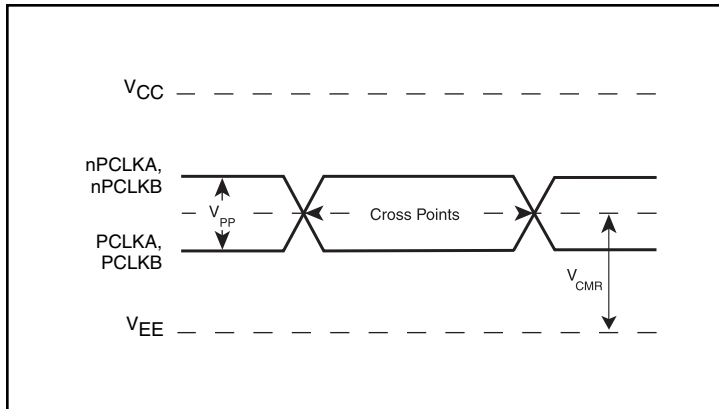 VCC
nPCLKA,
nPCLKB
VPP
Cross Points
PCLKA,
PCLKB
VCMR
VEE